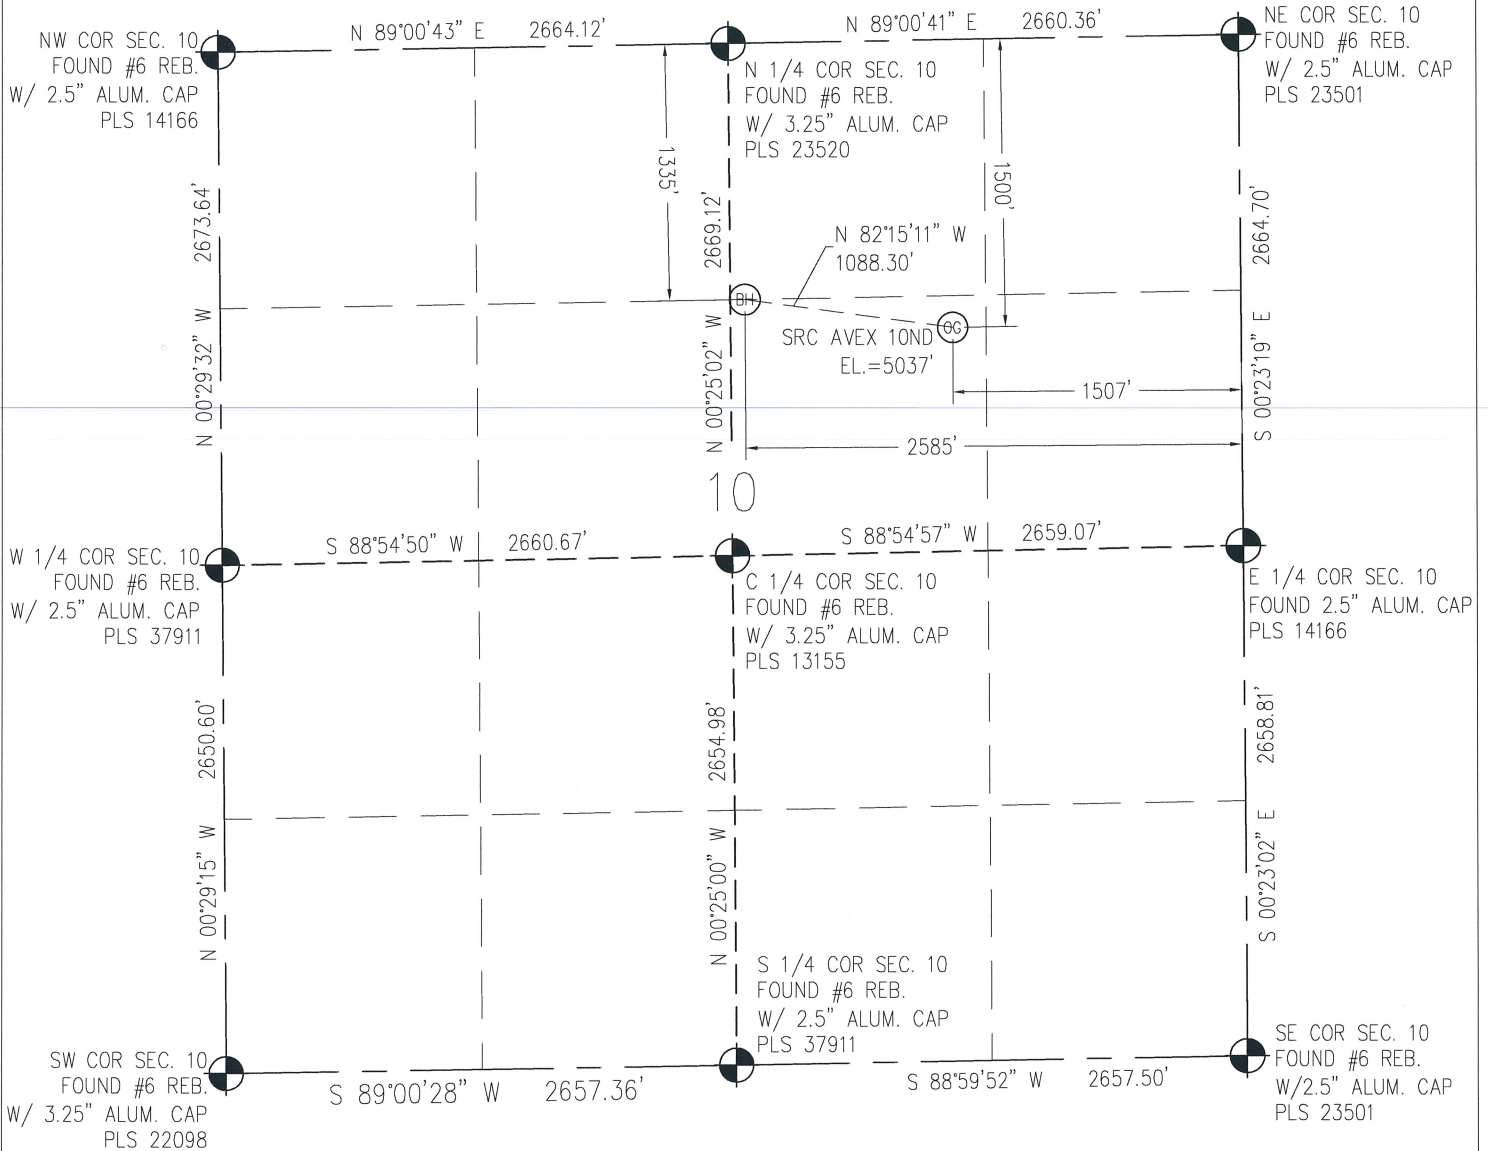 N 89°00'43" E 2664.12'
N 89°00'41" E 2660.36'
NW COR SEC. 10
FOUND #6 REB.
W/ 2.5" ALUM. CAP
PLS 14166
N 1/4 COR SEC. 10
FOUND #6 REB.
W/ 3.25" ALUM. CAP
PLS 23520
NE COR SEC. 10
FOUND #6 REB.
W/ 2.5" ALUM. CAP
PLS 23501
1335'
1500'
N 00°29'32" W 2673.64'
N 00°25'02" W 2669.12'
S 00°23'19" E 2664.70'
N 82°15'11" W
1088.30'
BH
OG
SRC AVEX 10ND
EL.=5037'
1507'
2585'
10
S 88°54'50" W 2660.67'
S 88°54'57" W 2659.07'
W 1/4 COR SEC. 10
FOUND #6 REB.
W/ 2.5" ALUM. CAP
PLS 37911
C 1/4 COR SEC. 10
FOUND #6 REB.
W/ 3.25" ALUM. CAP
PLS 13155
E 1/4 COR SEC. 10
FOUND 2.5" ALUM. CAP
PLS 14166
N 00°29'15" W 2650.60'
N 00°25'00" W 2654.98'
S 00°23'02" E 2658.81'
S 1/4 COR SEC. 10
FOUND #6 REB.
W/ 2.5" ALUM. CAP
PLS 37911
SW COR SEC. 10
FOUND #6 REB.
W/ 3.25" ALUM. CAP
PLS 22098
S 89°00'28" W 2657.36'
S 88°59'52" W 2657.50'
SE COR SEC. 10
FOUND #6 REB.
W/2.5" ALUM. CAP
PLS 23501